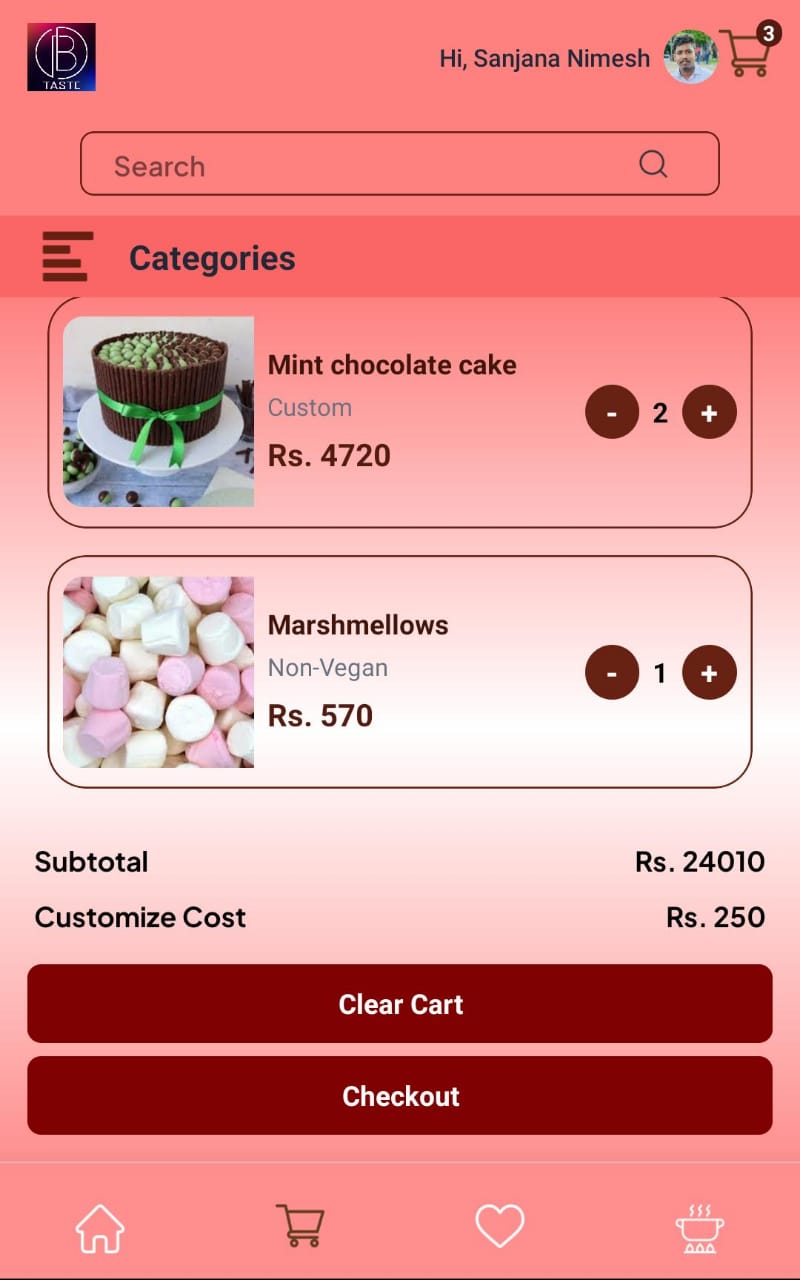 B
TASTE
Hi, Sanjana Nimesh
3
Search
Categories
Mint chocolate cake
Custom
- 2 +
Rs. 4720
Marshmellows
Non-Vegan
- 1 +
Rs. 570
Subtotal Rs. 24010
Customize Cost Rs. 250
Clear Cart
Checkout